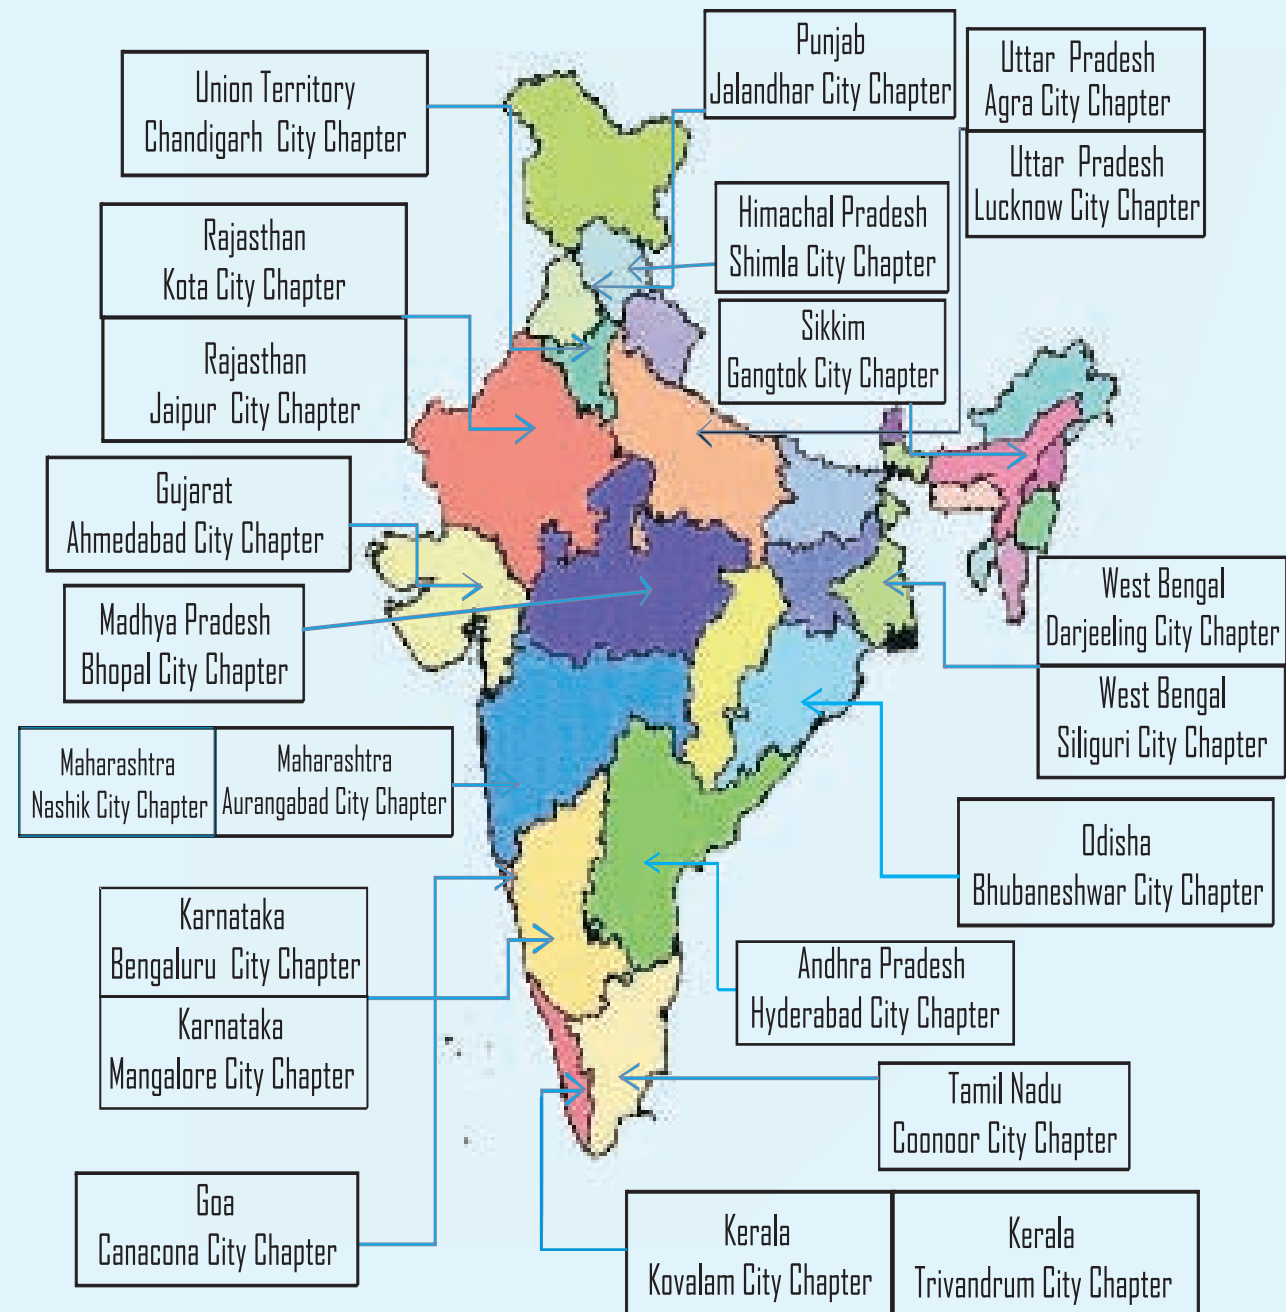 Punjab
Jalandhar City Chapter
Uttar Pradesh
Agra City Chapter
Uttar Pradesh
Lucknow City Chapter
Union Territory
Chandigarh City Chapter
Himachal Pradesh
Shimla City Chapter
Rajasthan
Kota City Chapter
Rajasthan
Jaipur City Chapter
Sikkim
Gangtok City Chapter
Gujarat
Ahmedabad City Chapter
Madhya Pradesh
Bhopal City Chapter
West Bengal
Darjeeling City Chapter
West Bengal
Siliguri City Chapter
Maharashtra
Nashik City Chapter
Maharashtra
Aurangabad City Chapter
Odisha
Bhubaneshwar City Chapter
Karnataka
Bengaluru City Chapter
Karnataka
Mangalore City Chapter
Andhra Pradesh
Hyderabad City Chapter
Tamil Nadu
Coonoor City Chapter
Goa
Canacona City Chapter
Kerala
Kovalam City Chapter
Kerala
Trivandrum City Chapter